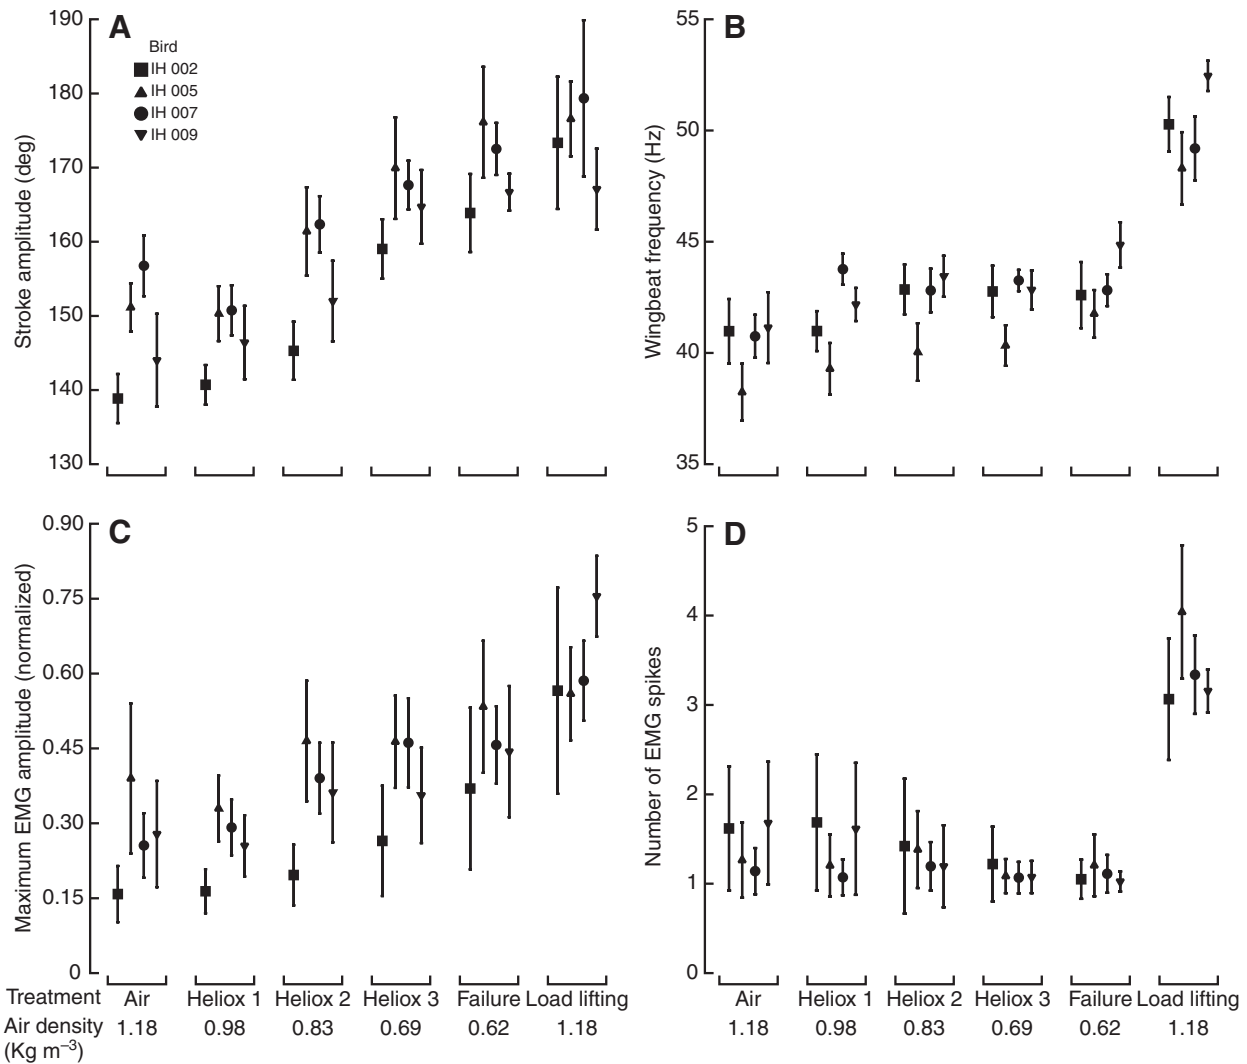 A
Bird
IH 002
IH 005
IH 007
IH 009
190
180
170
160
150
140
130
Stroke amplitude (deg)
B
55
50
45
40
35
Wingbeat frequency (Hz)
C
0.90
0.75
0.60
0.45
0.30
0.15
0
Maximum EMG amplitude (normalized)
D
5
4
3
2
1
0
Number of EMG spikes
Treatment Air Heliox 1 Heliox 2 Heliox 3 Failure Load lifting Air Heliox 1 Heliox 2 Heliox 3 Failure Load lifting
Air density 1.18 0.98 0.83 0.69 0.62 1.18 1.18 0.98 0.83 0.69 0.62 1.18
(Kg m–3)